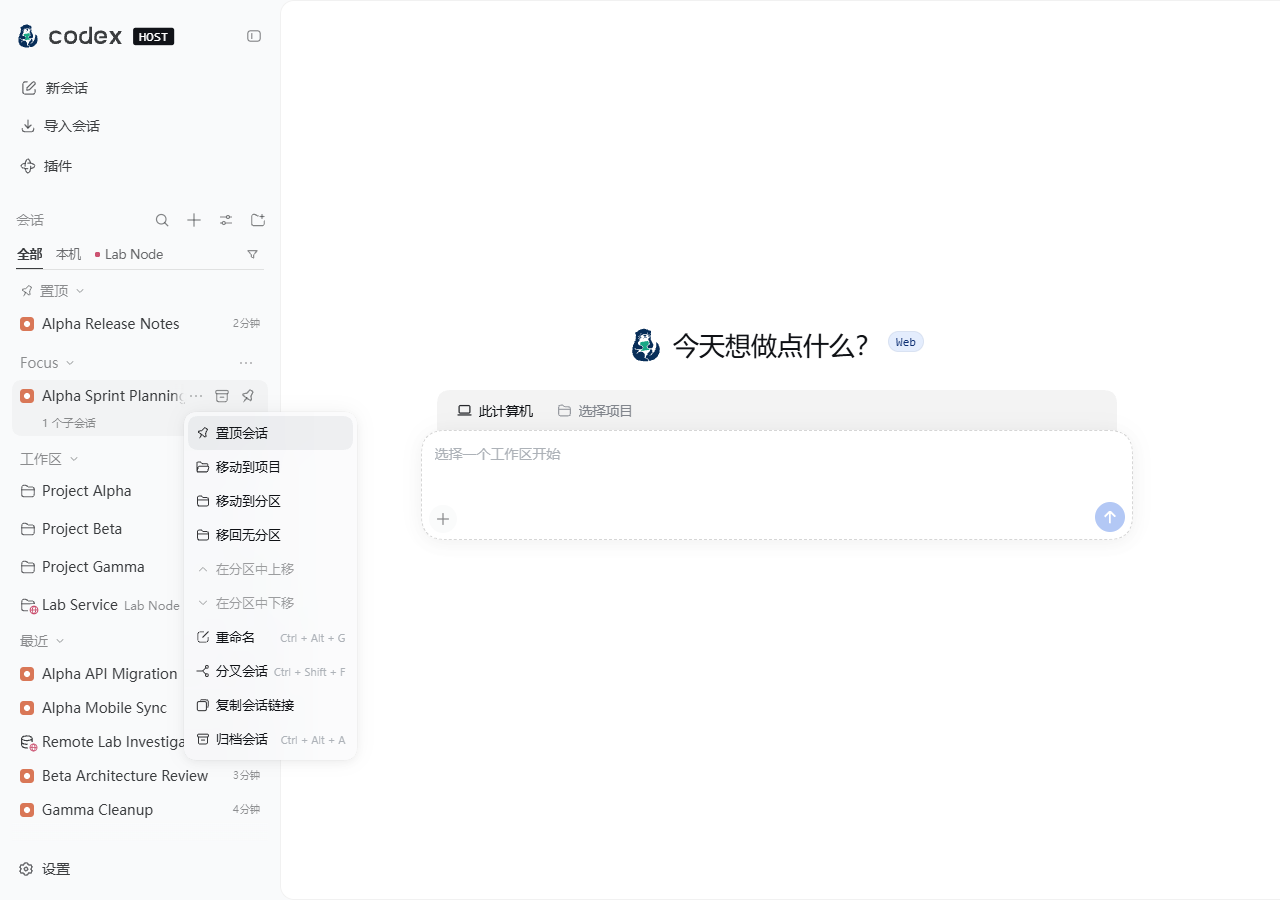 codex HOST
新会话
导入会话
插件
会话
全部 本机 Lab Node
置顶
Alpha Release Notes 2分钟
Focus
Alpha Sprint Planning
1 个子会话
工作区
Project Alpha
Project Beta
Project Gamma
Lab Service Lab Node
最近
Alpha API Migration
Alpha Mobile Sync
Remote Lab Investiga
Beta Architecture Review 3分钟
Gamma Cleanup 4分钟
设置
置顶会话
移动到项目
移动到分区
移回无分区
在分区中上移
在分区中下移
重命名 Ctrl + Alt + G
分叉会话 Ctrl + Shift + F
复制会话链接
归档会话 Ctrl + Alt + A
今天想做点什么? Web
此计算机 选择项目
选择一个工作区开始